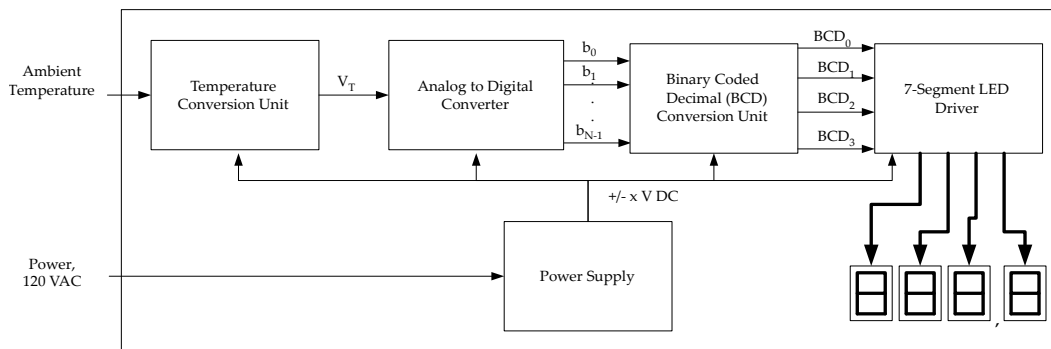 Ambient
Temperature
Temperature
Conversion Unit
V_T
Analog to Digital
Converter
b_0
b_1
.
.
.
b_N-1
Binary Coded
Decimal (BCD)
Conversion Unit
BCD_0
BCD_1
BCD_2
BCD_3
7-Segment LED
Driver
+/- x V DC
Power,
120 VAC
Power Supply
,